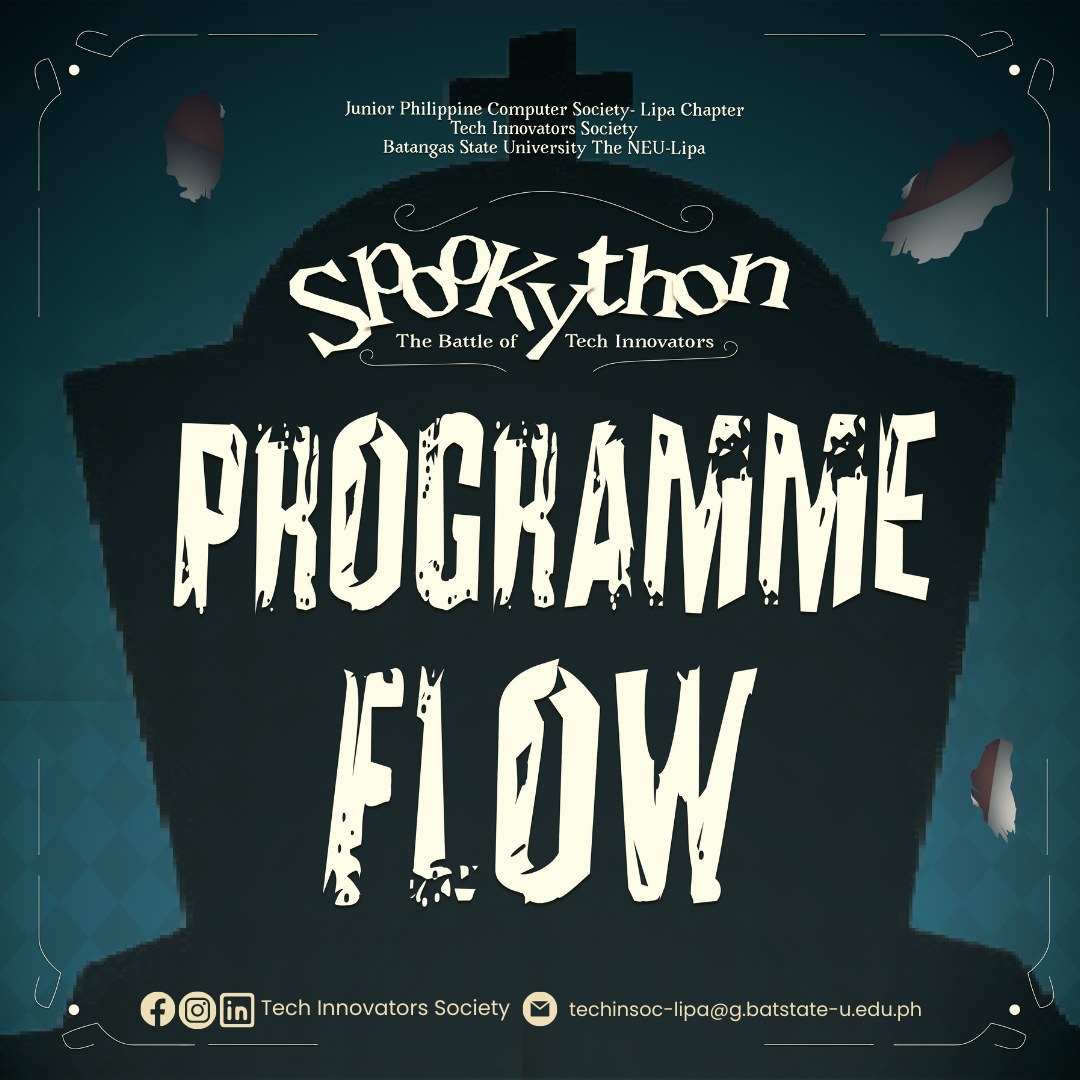 Junior Philippine Computer Society- Lipa Chapter
Tech Innovators Society
Batangas State University The NEU-Lipa
Spookython
The Battle of Tech Innovators
PROGRAMME
FLOW
Tech Innovators Society techinsoc-lipa@g.batstate-u.edu.ph